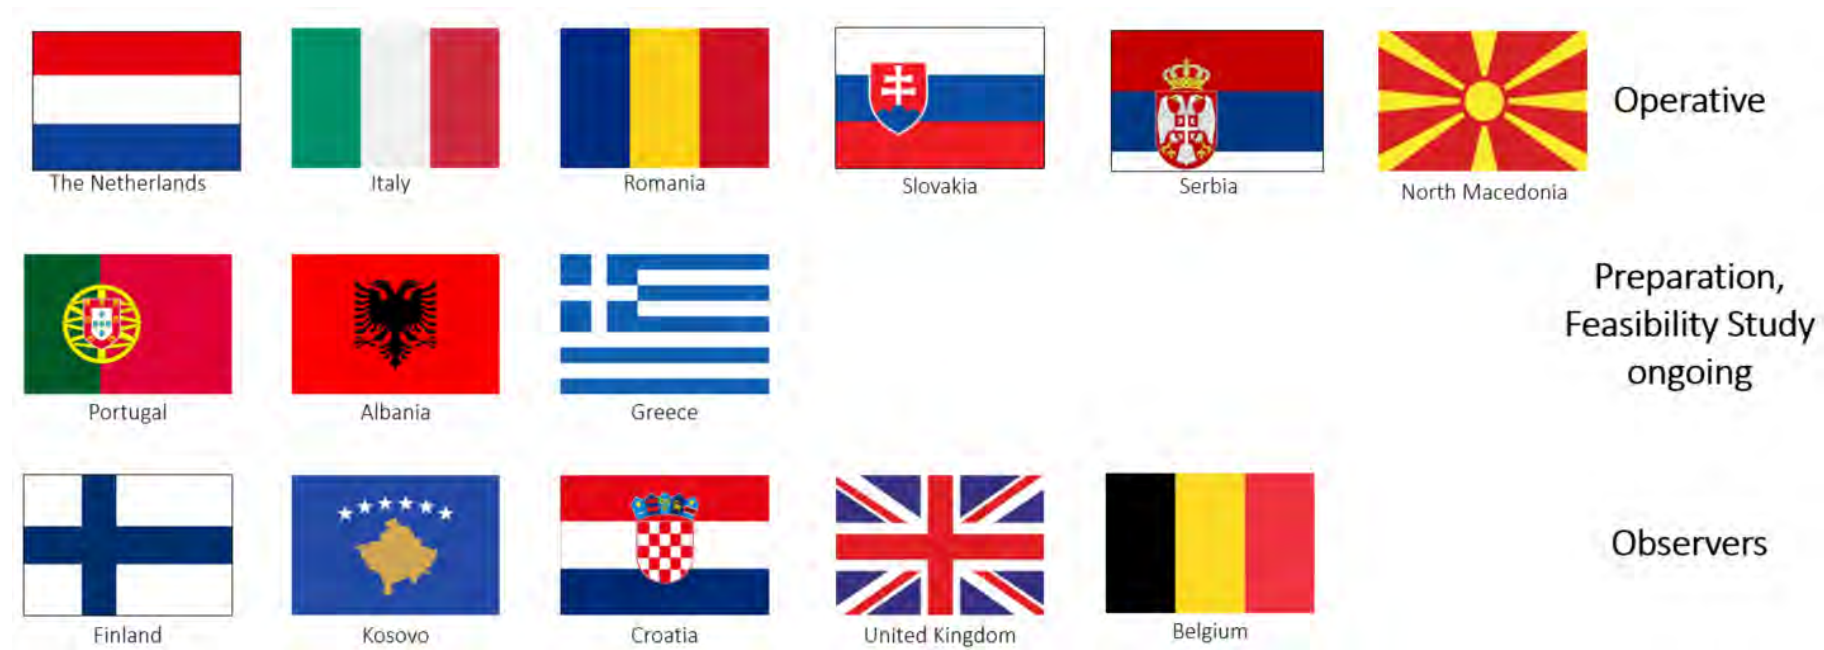 The Netherlands
Italy
Romania
Slovakia
Serbia
North Macedonia
Operative
Portugal
Albania
Greece
Preparation,
Feasibility Study
ongoing
Finland
Kosovo
Croatia
United Kingdom
Belgium
Observers